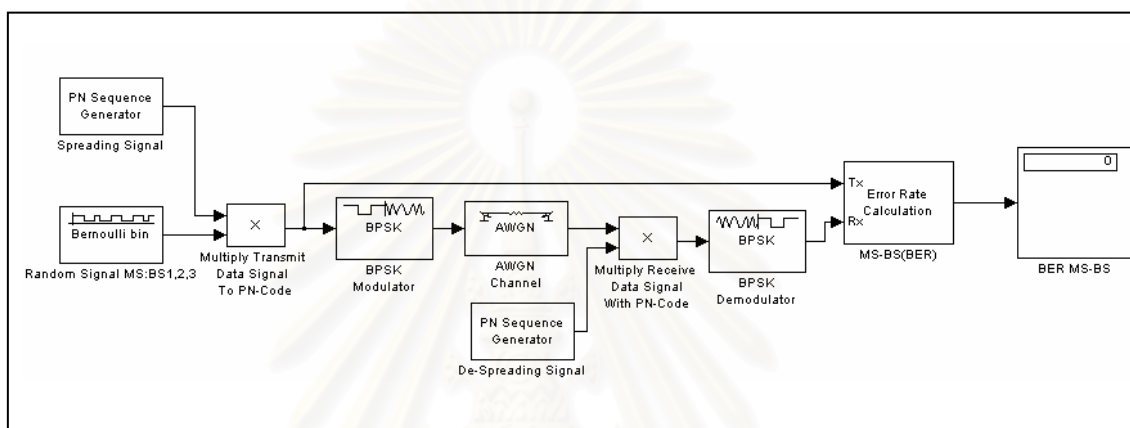 PN Sequence
Generator
Spreading Signal
Bernoulli bin
Random Signal MS:BS1,2,3
×
Multiply Transmit
Data Signal
To PN-Code
BPSK
BPSK
Modulator
AWGN
AWGN
Channel
PN Sequence
Generator
De-Spreading Signal
×
Multiply Receive
Data Signal
With PN-Code
BPSK
BPSK
Demodulator
Tx
Rx
Error Rate
Calculation
MS-BS(BER)
0
BER MS-BS